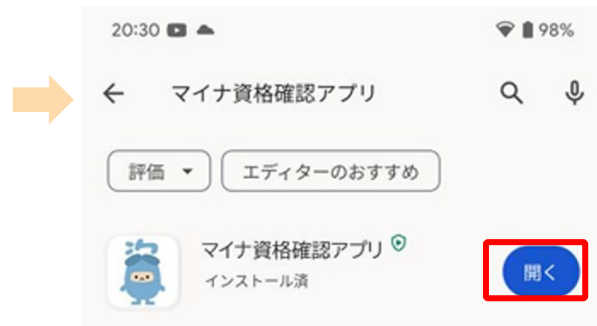 20:30 98%
マイナ資格確認アプリ
評価 エディターのおすすめ
マイナ資格確認アプリ
インストール済
開く